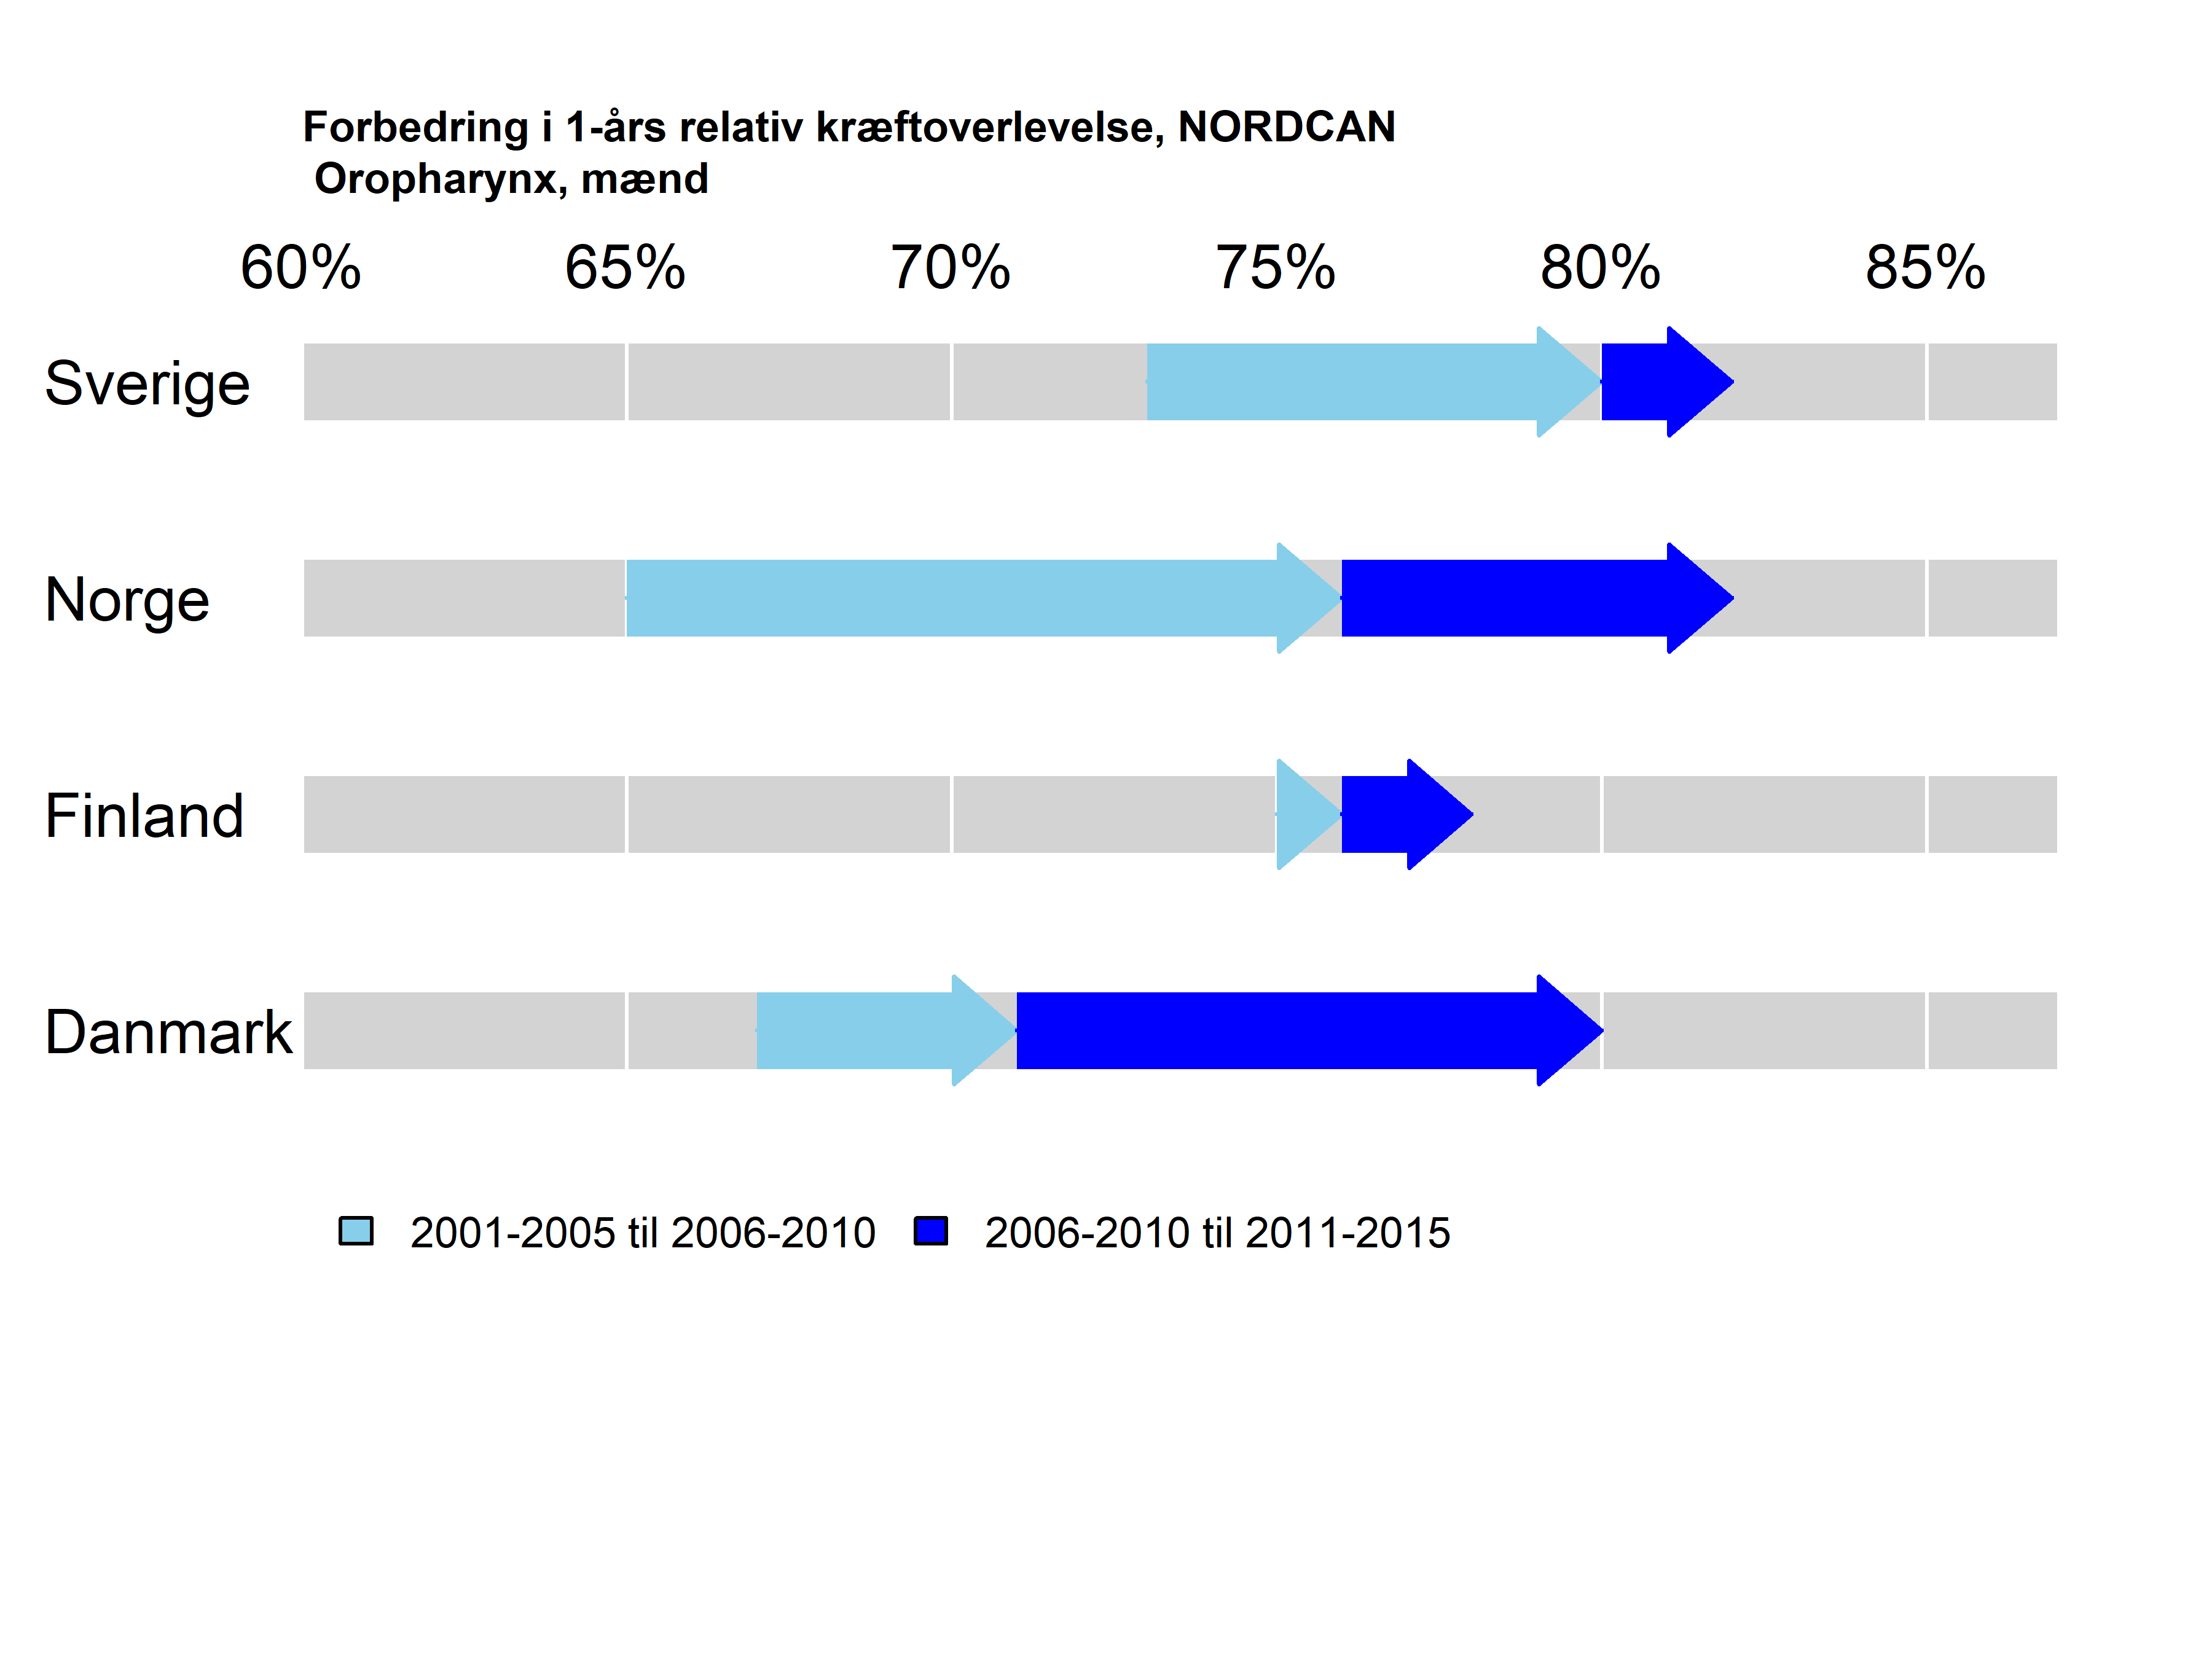 Forbedring i 1-års relativ kræftoverlevelse, NORDCAN
Oropharynx, mænd
60% 65% 70% 75% 80% 85%
Sverige
Norge
Finland
Danmark
2001-2005 til 2006-2010 2006-2010 til 2011-2015